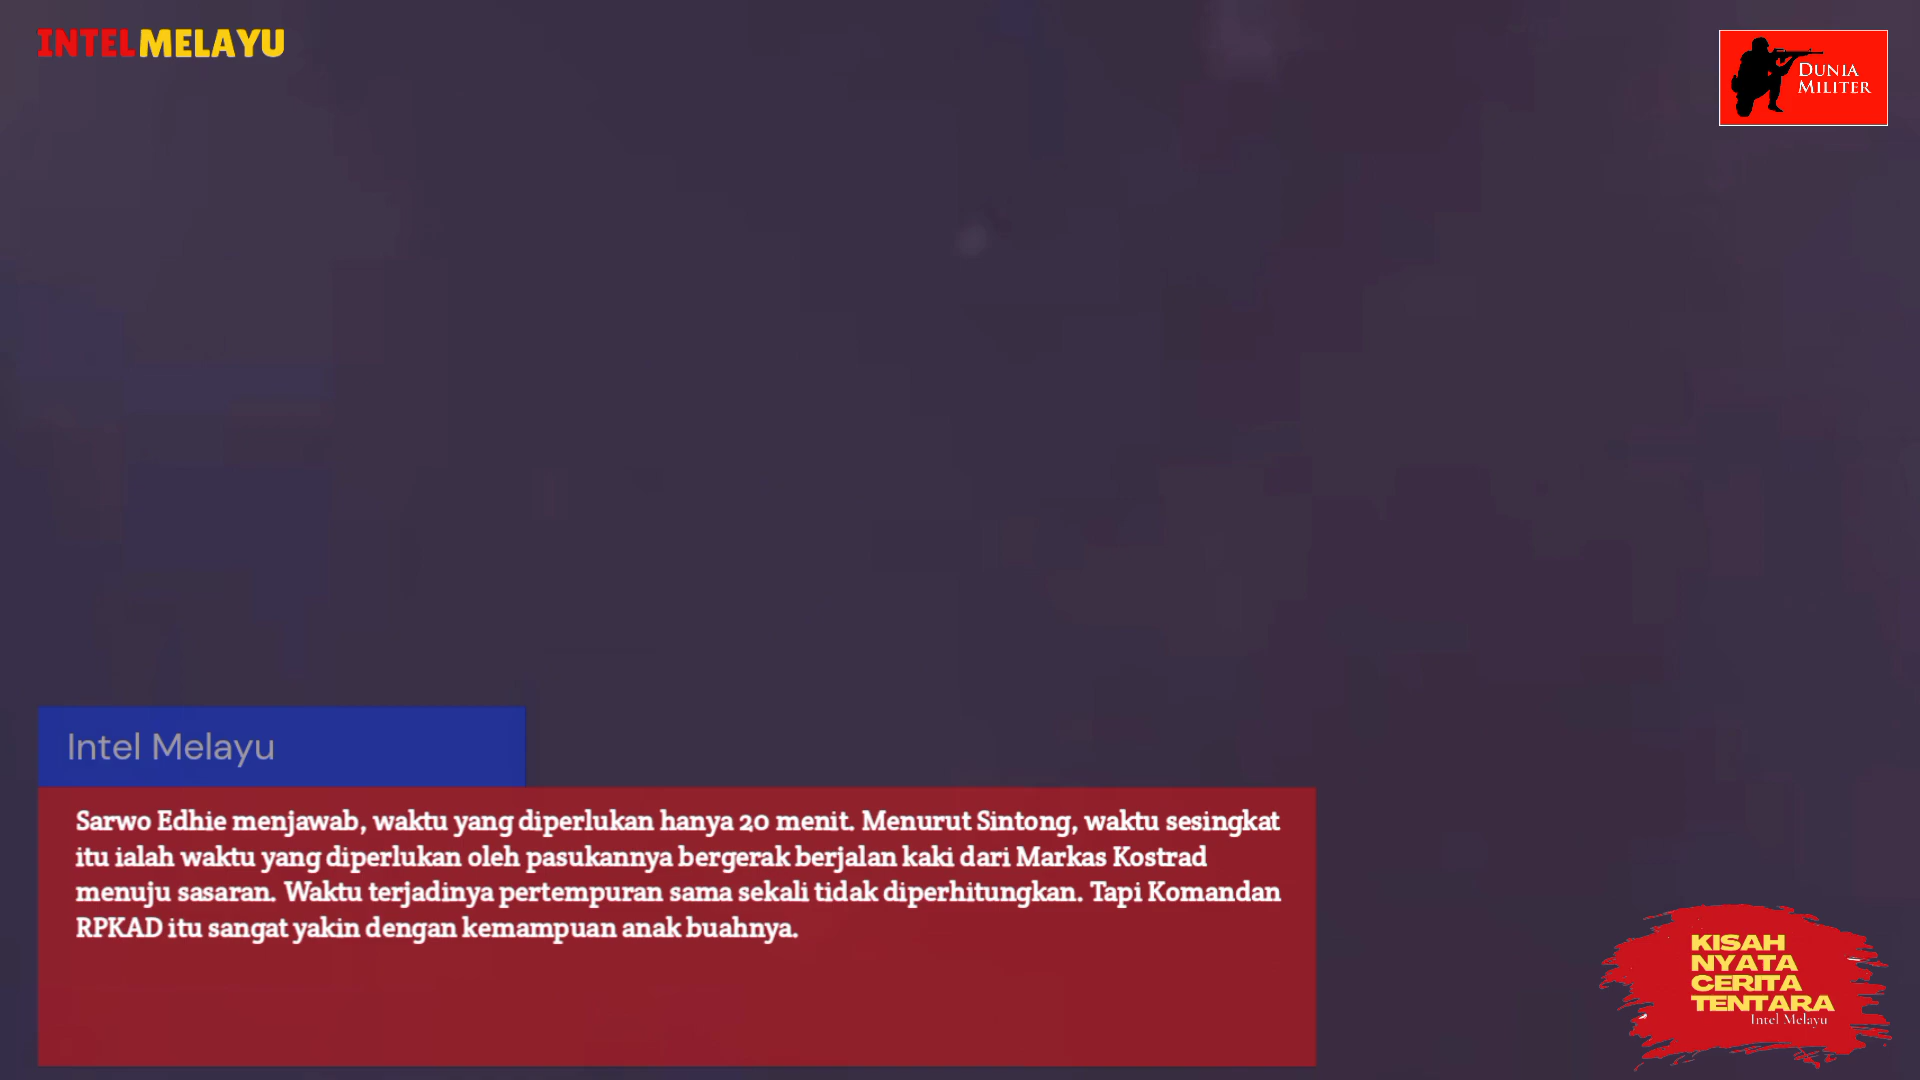 INTELMELAYU
DUNIA
MILITER
Intel Melayu
Sarwo Edhie menjawab, waktu yang diperlukan hanya 20 menit. Menurut Sintong, waktu sesingkat
itu ialah waktu yang diperlukan oleh pasukannya bergerak berjalan kaki dari Markas Kostrad
menuju sasaran. Waktu terjadinya pertempuran sama sekali tidak diperhitungkan. Tapi Komandan
RPKAD itu sangat yakin dengan kemampuan anak buahnya.
KISAH
NYATA
CERITA
TENTARA
Intel Melayu